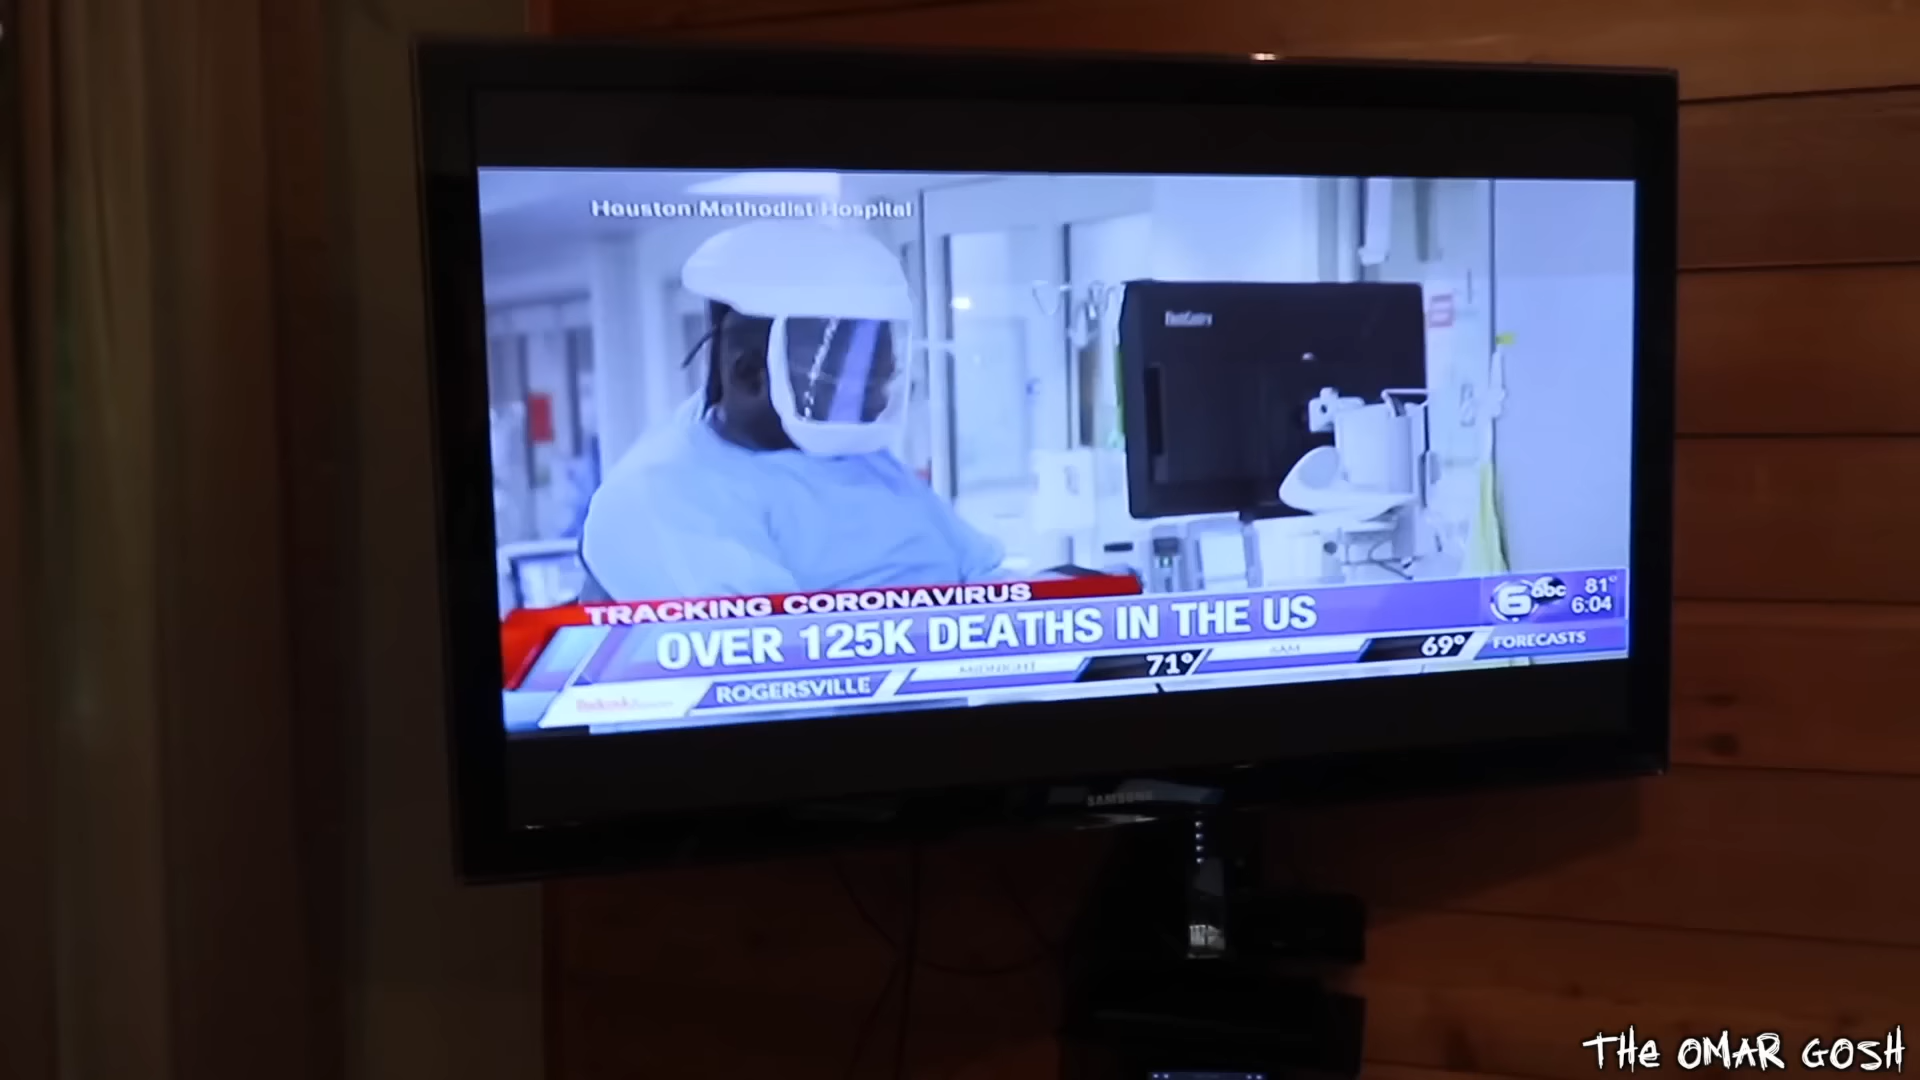 Houston Methodist Hospital
TRACKING CORONAVIRUS
OVER 125K DEATHS IN THE US
6 abc
81°
6:04
MIDNIGHT
71°
6AM
69°
FORECASTS
ROGERSVILLE
SAMSUNG
THE OMAR GOSH